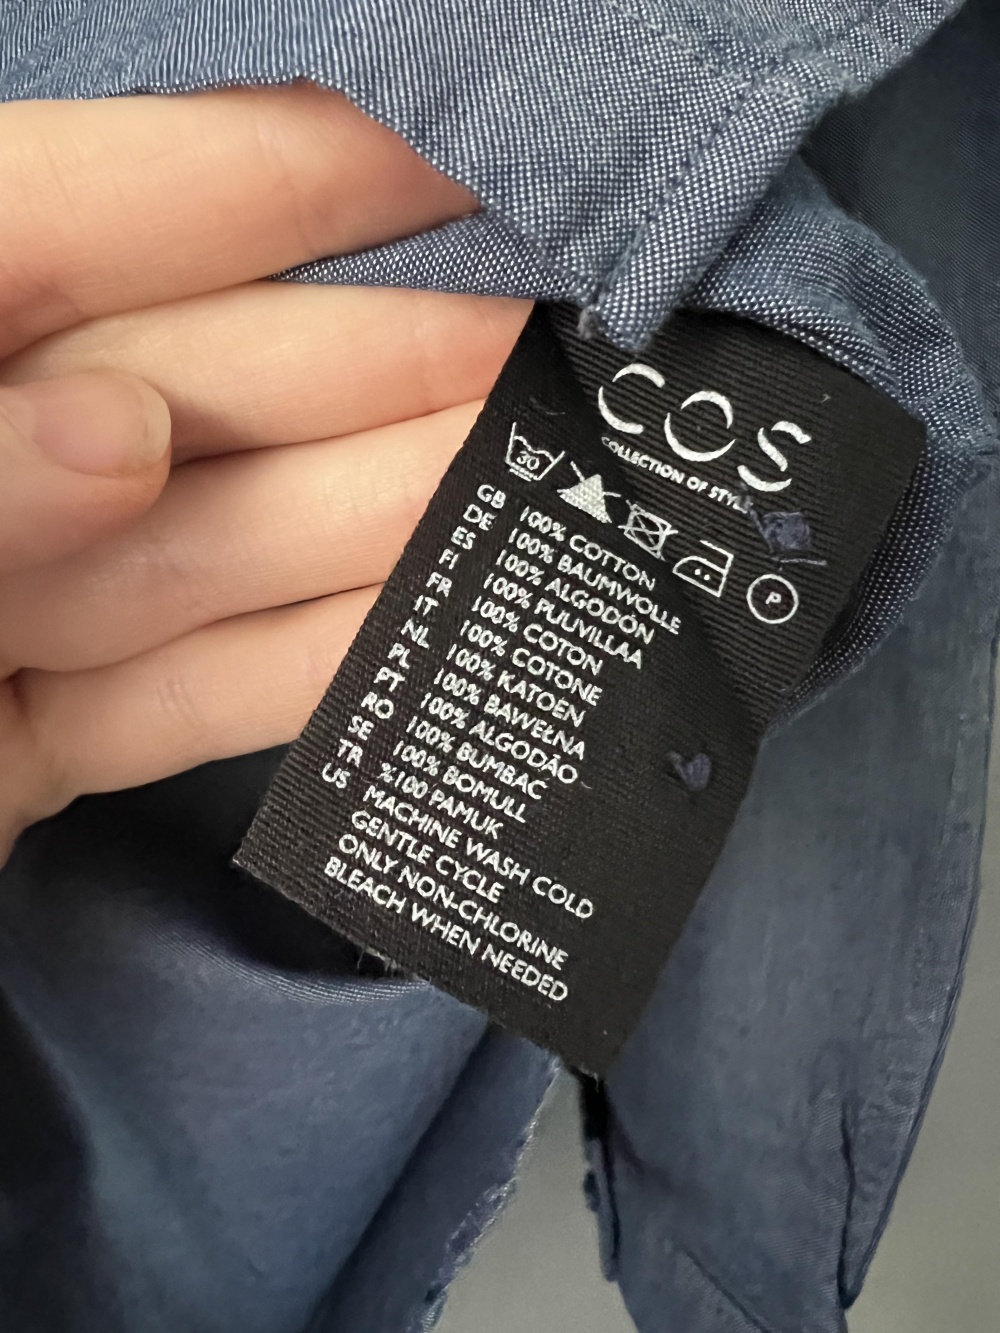 COS
COLLECTION OF STYLE
30
P
GB 100% COTTON
DE 100% BAUMWOLLE
ES 100% ALGODÓN
FI 100% PUUVILLAA
FR 100% COTON
IT 100% COTONE
NL 100% KATOEN
PL 100% BAWEŁNA
PT 100% ALGODÃO
RO 100% BUMBAC
SE 100% BOMULL
TR %100 PAMUK
US MACHINE WASH COLD
GENTLE CYCLE
ONLY NON-CHLORINE
BLEACH WHEN NEEDED